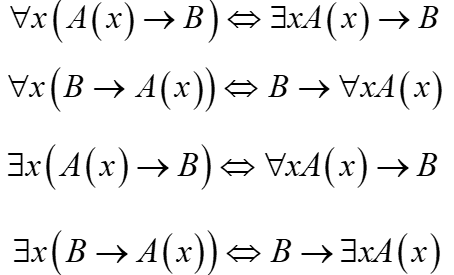 ∀x(A(x)→B)⇔∃xA(x)→B
∀x(B→A(x))⇔B→∀xA(x)
∃x(A(x)→B)⇔∀xA(x)→B
∃x(B→A(x))⇔B→∃xA(x)